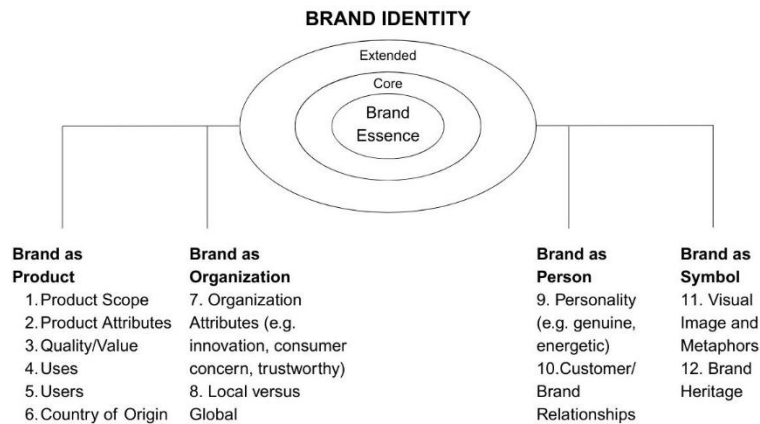 BRAND IDENTITY
Extended
Core
Brand
Essence
Brand as
Product
1. Product Scope
2. Product Attributes
3. Quality/Value
4. Uses
5. Users
6. Country of Origin
Brand as
Organization
7. Organization
Attributes (e.g.
innovation, consumer
concern, trustworthy)
8. Local versus
Global
Brand as
Person
9. Personality
(e.g. genuine,
energetic)
10.Customer/
Brand
Relationships
Brand as
Symbol
11. Visual
Image and
Metaphors
12. Brand
Heritage